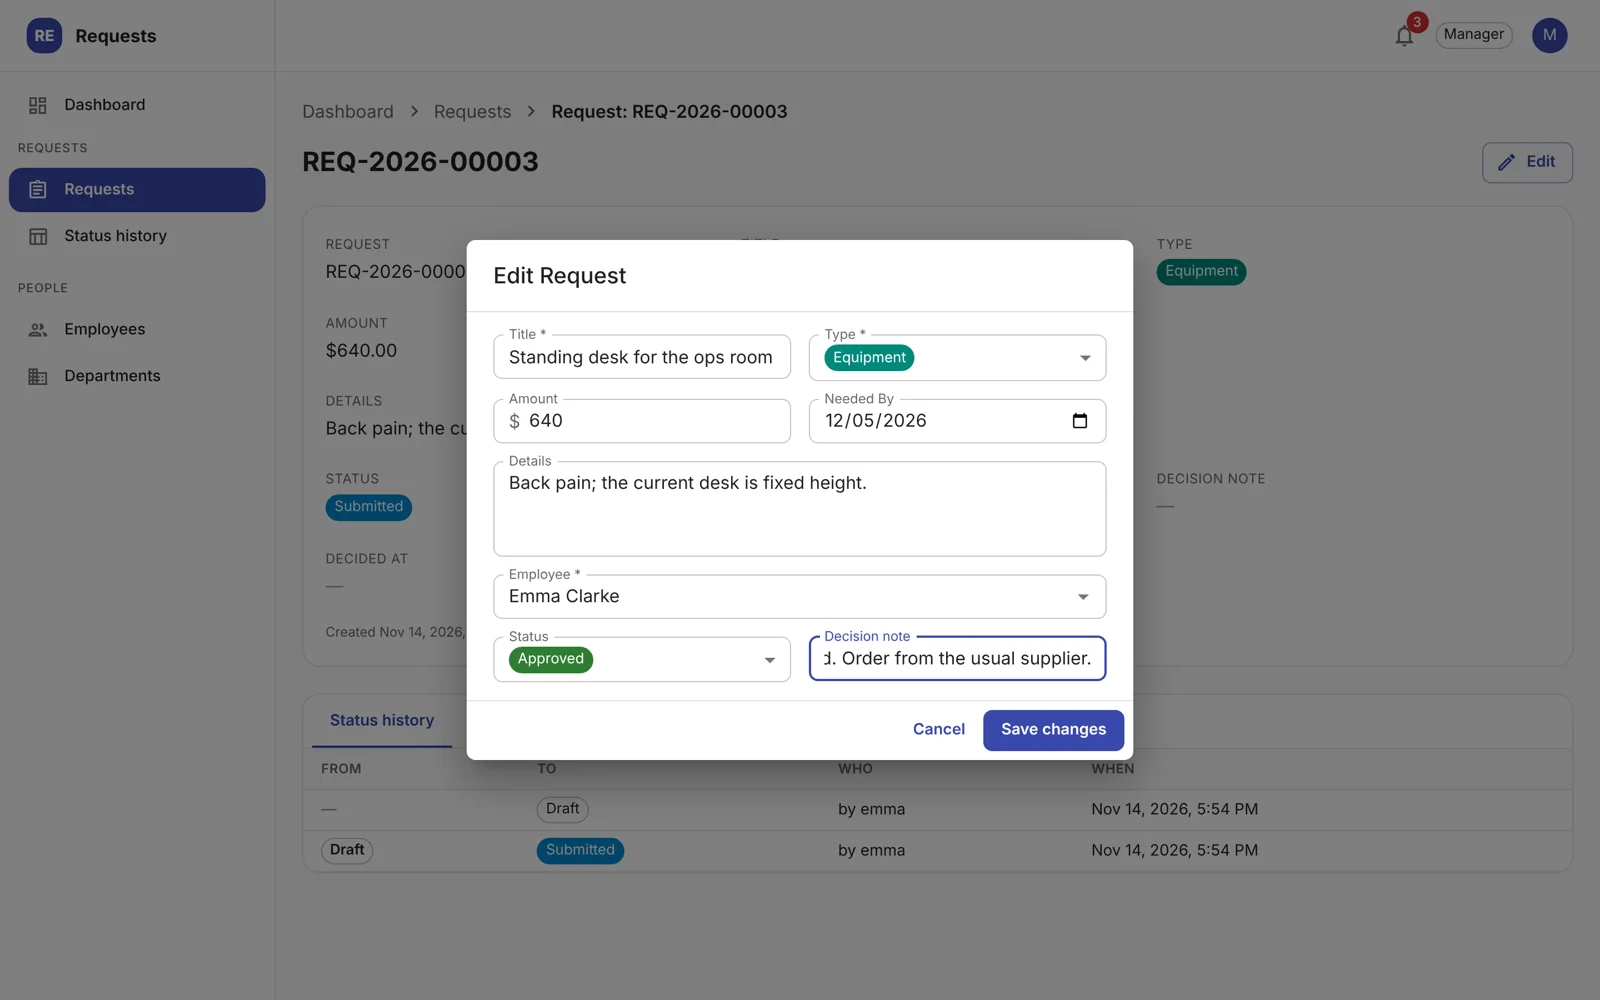 RE Requests
3
Manager
M
Dashboard
REQUESTS
Requests
Status history
PEOPLE
Employees
Departments
Dashboard > Requests > Request: REQ-2026-00003
REQ-2026-00003
Edit
REQUEST
REQ-2026-0000
TYPE
Equipment
AMOUNT
$640.00
DETAILS
Back pain; the cu
STATUS
Submitted
DECISION NOTE
—
DECIDED AT
—
Created Nov 14, 2026,
Edit Request
Title *
Standing desk for the ops room
Type *
Equipment
Amount
$ 640
Needed By
12/05/2026
Details
Back pain; the current desk is fixed height.
Employee *
Emma Clarke
Status
Approved
Decision note
d. Order from the usual supplier.
Cancel
Save changes
Status history
FROM TO WHO WHEN
— Draft by emma Nov 14, 2026, 5:54 PM
Draft Submitted by emma Nov 14, 2026, 5:54 PM